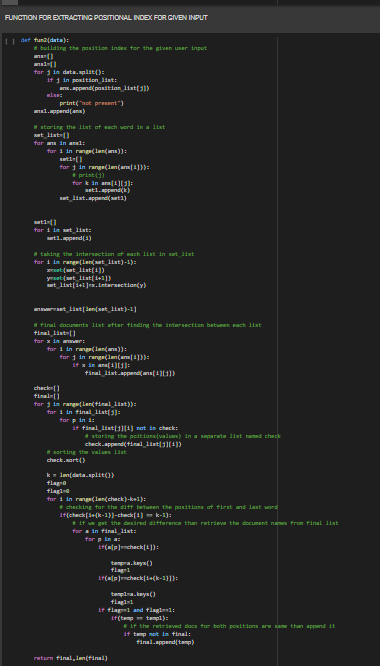 FUNCTION FOR EXTRACTING POSITIONAL INDEX FOR GIVEN INPUT
[ ] def fun2(data):
# building the position index for the given user input
ans=[]
ans1=[]
for j in data.split():
if j in position_list:
ans.append(position_list[j])
else:
print("not present")
ans1.append(ans)
# storing the list of each word in a list
set_list=[]
for ans in ans1:
for i in range(len(ans)):
set1=[]
for j in range(len(ans[i])):
# print(j)
for k in ans[i][j]:
set1.append(k)
set_list.append(set1)
set1=[]
for i in set_list:
set1.append(i)
# taking the intersection of each list in set_list
for i in range(len(set_list)-1):
x=set(set_list[i])
y=set(set_list[i+1])
set_list[i+1]=x.intersection(y)
answer=set_list[len(set_list)-1]
# final documents list after finding the intersection between each list
final_list=[]
for x in answer:
for i in range(len(ans)):
for j in range(len(ans[i])):
if x in ans[i][j]:
final_list.append(ans[i][j])
check=[]
final=[]
for j in range(len(final_list)):
for i in final_list[j]:
for p in i:
if final_list[j][i] not in check:
# storing the poitions(values) in a separate list named check
check.append(final_list[j][i])
# sorting the values list
check.sort()
k = len(data.split())
flag=0
flag1=0
for i in range(len(check)-k+1):
# checking for the diff between the positions of first and last word
if(check[i+(k-1)]-check[i] == k-1):
# if we get the desired difference than retrieve the document names from final list
for a in final_list:
for p in a:
if(a[p]==check[i]):
temp=a.keys()
flag=1
if(a[p]==check[i+(k-1)]):
temp1=a.keys()
flag1=1
if flag==1 and flag1==1:
if(temp == temp1):
# if the retrieved docs for both positions are same than append it
if temp not in final:
final.append(temp)
return final,len(final)